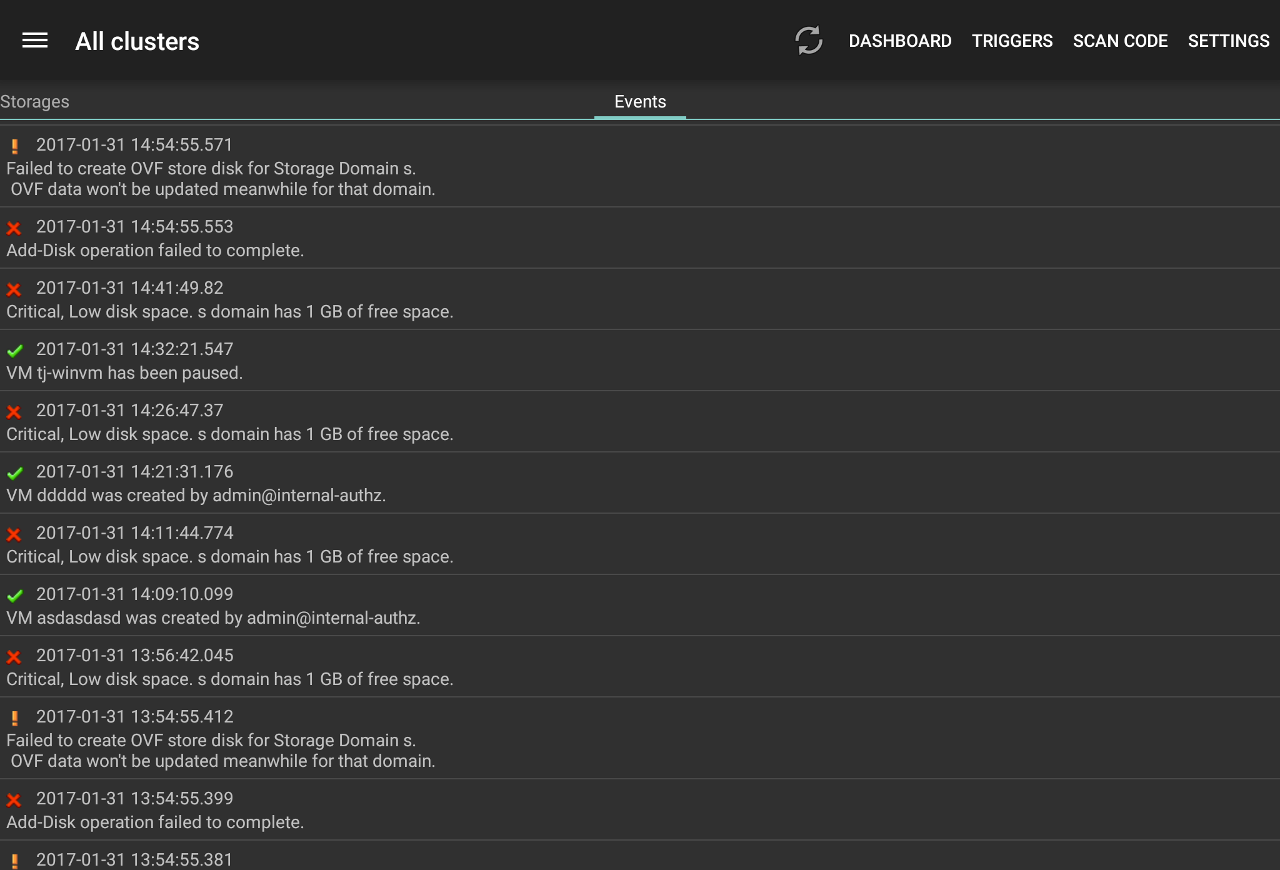 All clusters
DASHBOARD TRIGGERS SCAN CODE SETTINGS
Storages
Events
2017-01-31 14:54:55.571
Failed to create OVF store disk for Storage Domain s.
OVF data won't be updated meanwhile for that domain.
2017-01-31 14:54:55.553
Add-Disk operation failed to complete.
2017-01-31 14:41:49.82
Critical, Low disk space. s domain has 1 GB of free space.
2017-01-31 14:32:21.547
VM tj-winvm has been paused.
2017-01-31 14:26:47.37
Critical, Low disk space. s domain has 1 GB of free space.
2017-01-31 14:21:31.176
VM ddddd was created by admin@internal-authz.
2017-01-31 14:11:44.774
Critical, Low disk space. s domain has 1 GB of free space.
2017-01-31 14:09:10.099
VM asdasdasd was created by admin@internal-authz.
2017-01-31 13:56:42.045
Critical, Low disk space. s domain has 1 GB of free space.
2017-01-31 13:54:55.412
Failed to create OVF store disk for Storage Domain s.
OVF data won't be updated meanwhile for that domain.
2017-01-31 13:54:55.399
Add-Disk operation failed to complete.
2017-01-31 13:54:55.381